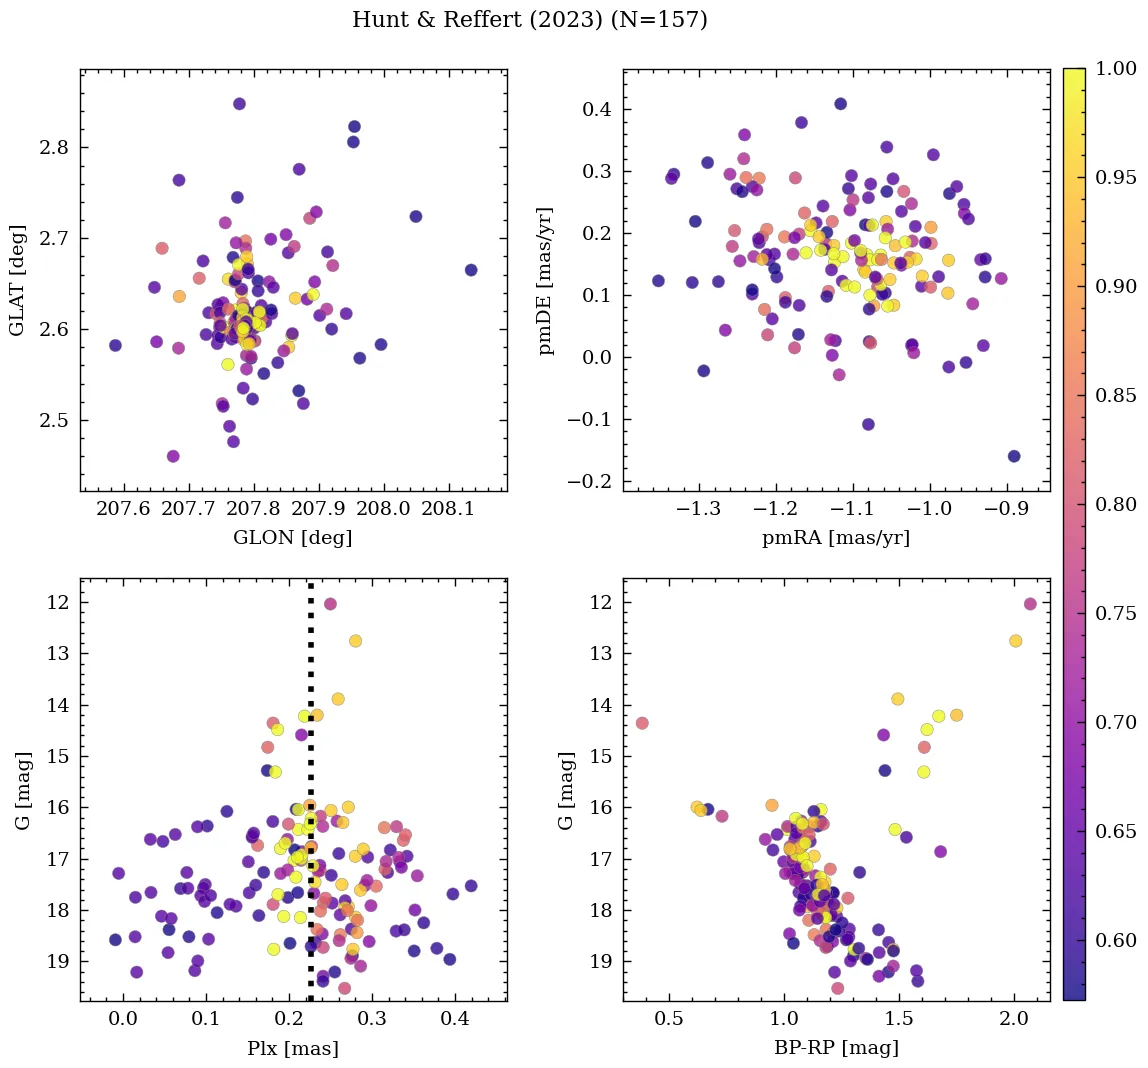 Hunt & Reffert (2023) (N=157)
2.8
2.7
2.6
2.5
GLAT [deg]
207.6 207.7 207.8 207.9 208.0 208.1
GLON [deg]
0.4
0.3
0.2
0.1
0.0
−0.1
−0.2
pmDE [mas/yr]
−1.3 −1.2 −1.1 −1.0 −0.9
pmRA [mas/yr]
12
13
14
15
16
17
18
19
G [mag]
0.0 0.1 0.2 0.3 0.4
Plx [mas]
12
13
14
15
16
17
18
19
G [mag]
0.5 1.0 1.5 2.0
BP-RP [mag]
1.00
0.95
0.90
0.85
0.80
0.75
0.70
0.65
0.60